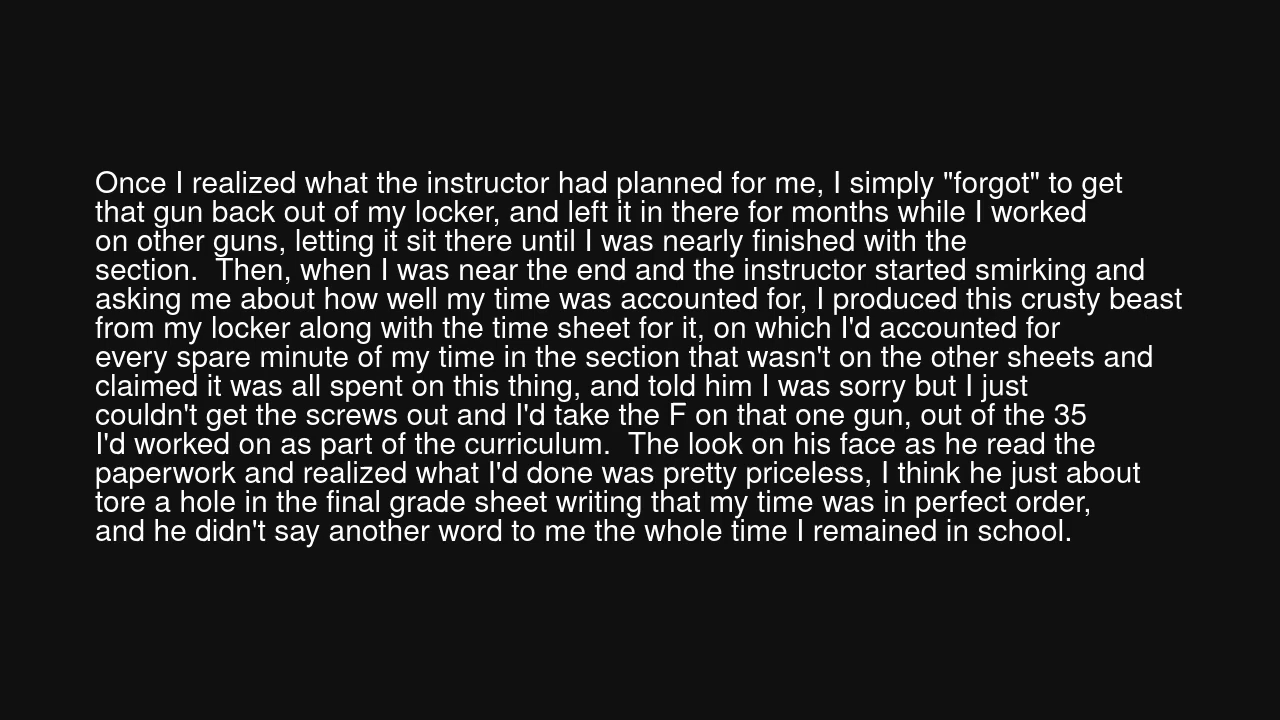 Once I realized what the instructor had planned for me, I simply "forgot" to get
that gun back out of my locker, and left it in there for months while I worked
on other guns, letting it sit there until I was nearly finished with the
section.  Then, when I was near the end and the instructor started smirking and
asking me about how well my time was accounted for, I produced this crusty beast
from my locker along with the time sheet for it, on which I'd accounted for
every spare minute of my time in the section that wasn't on the other sheets and
claimed it was all spent on this thing, and told him I was sorry but I just
couldn't get the screws out and I'd take the F on that one gun, out of the 35
I'd worked on as part of the curriculum.  The look on his face as he read the
paperwork and realized what I'd done was pretty priceless, I think he just about
tore a hole in the final grade sheet writing that my time was in perfect order,
and he didn't say another word to me the whole time I remained in school.